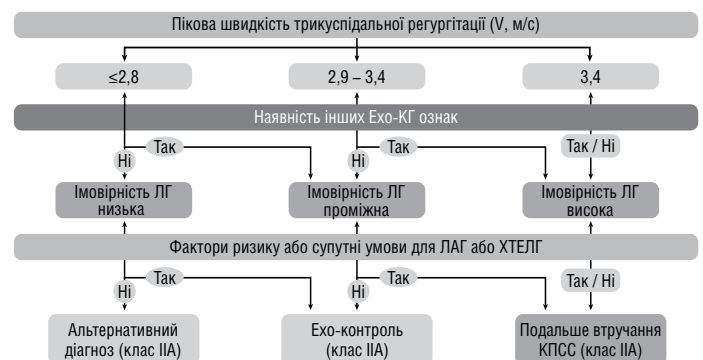 Пікова швидкість трикуспідальної регургітації (V, м/с)
≤2,8
2,9 – 3,4
3,4
Наявність інших Ехо-КГ ознак
Ні
Так
Ні
Так
Так / Ні
Імовірність ЛГ
низька
Імовірність ЛГ
проміжна
Імовірність ЛГ
висока
Фактори ризику або супутні умови для ЛАГ або ХТЕЛГ
Ні
Так
Ні
Так
Так / Ні
Альтернативний
діагноз (клас IIA)
Ехо-контроль
(клас IIA)
Подальше втручання
КПСС (клас IIA)